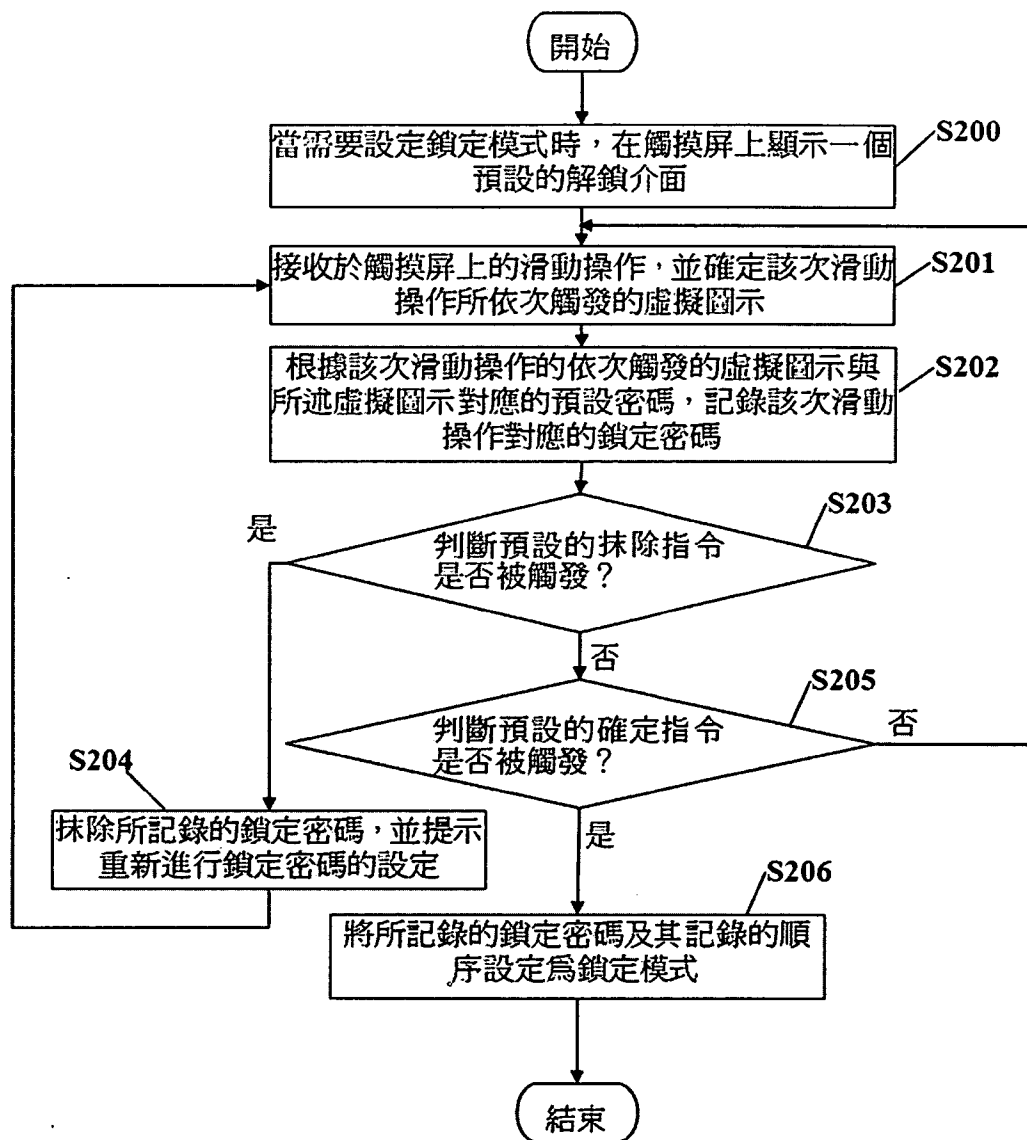 開始
S200
當需要設定鎖定模式時，在觸摸屏上顯示一個
預設的解鎖介面
S201
接收於觸摸屏上的滑動操作，並確定該次滑動
操作所依次觸發的虛擬圖示
S202
根據該次滑動操作的依次觸發的虛擬圖示與
所述虛擬圖示對應的預設密碼，記錄該次滑動
操作對應的鎖定密碼
S203
是
判斷預設的抹除指令
是否被觸發？
否
S205
判斷預設的確定指令
是否被觸發？
否
S204
抹除所記錄的鎖定密碼，並提示
重新進行鎖定密碼的設定
是
S206
將所記錄的鎖定密碼及其記錄的順
序設定爲鎖定模式
結束